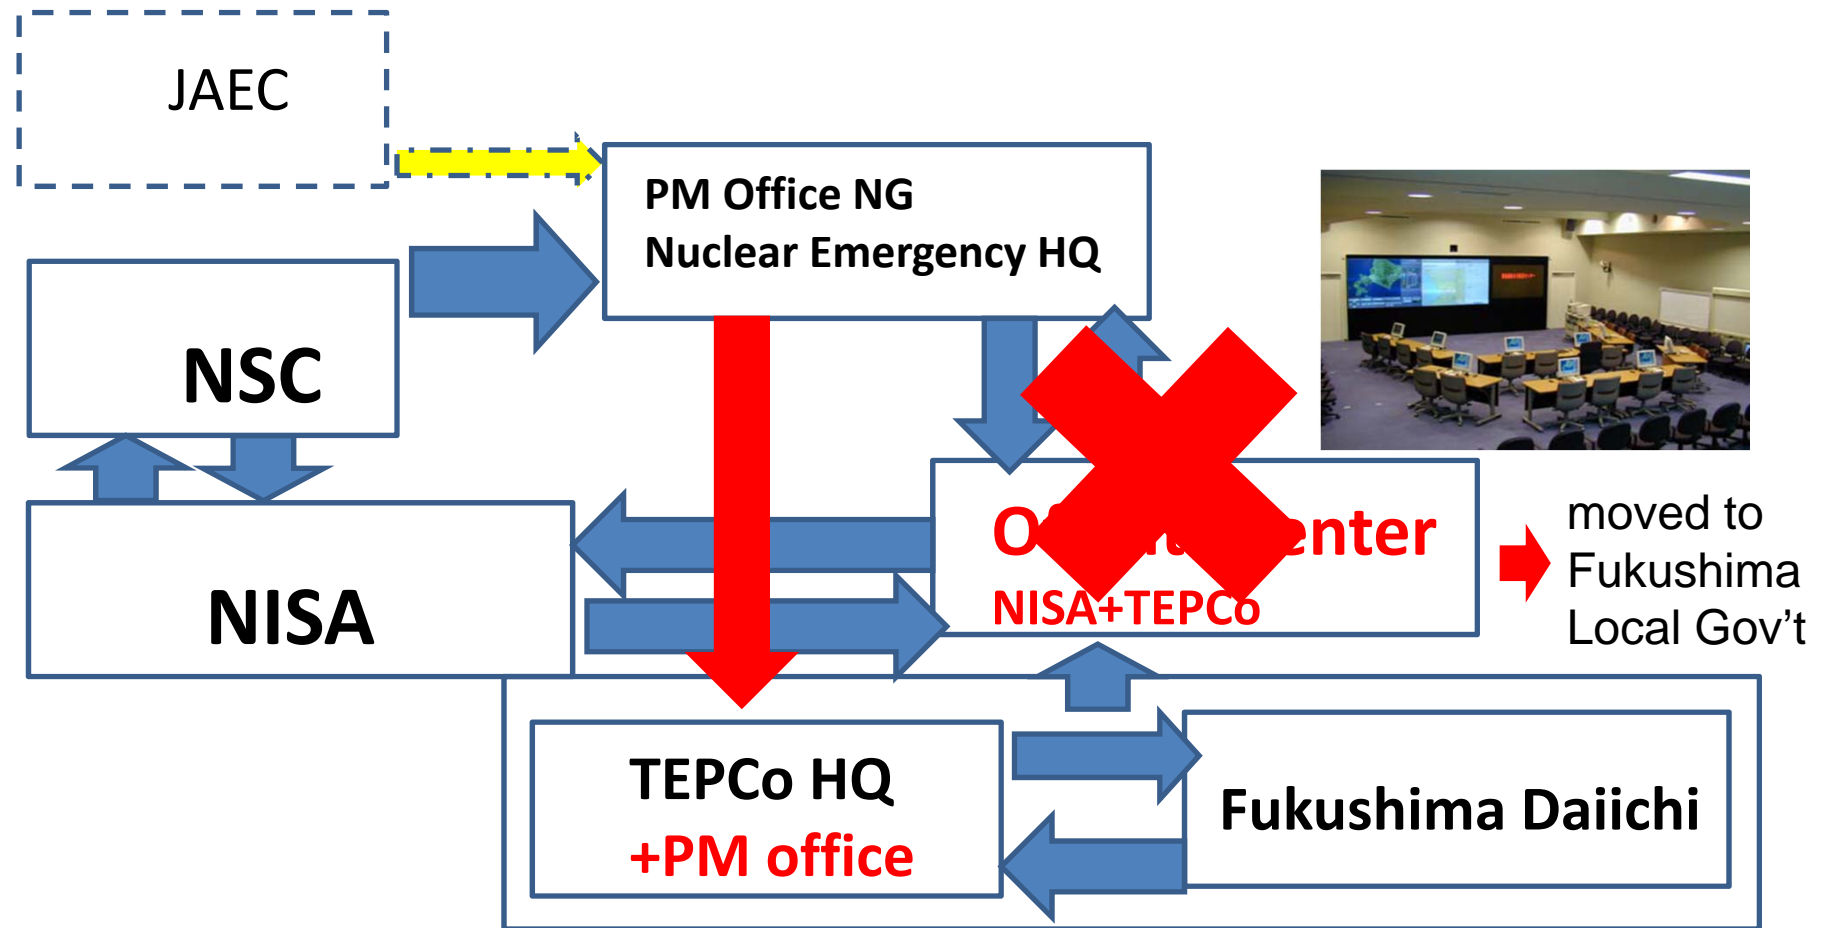 JAEC
PM Office NG
Nuclear Emergency HQ
NSC
NISA
NISA+TEPCo
moved to
Fukushima
Local Gov’t
TEPCo HQ
+PM office
Fukushima Daiichi